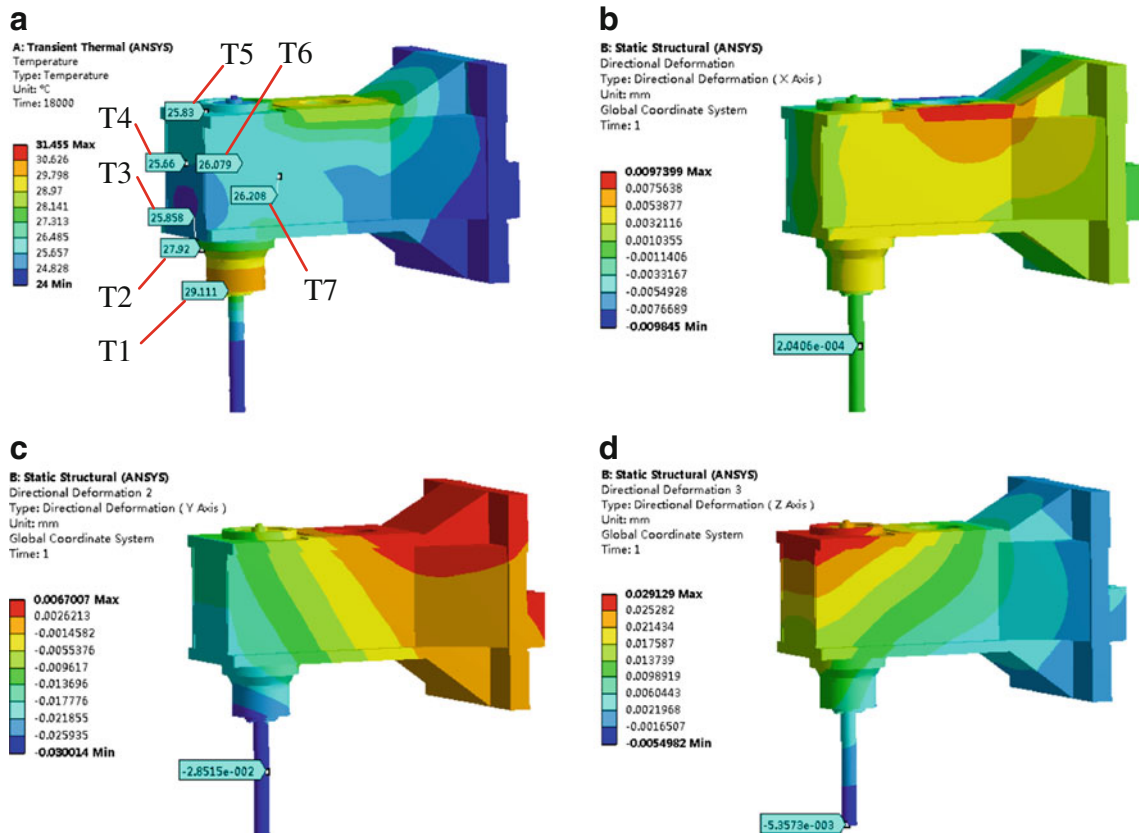 a
A: Transient Thermal (ANSYS)
Temperature
Type: Temperature
Unit: °C
Time: 18000
31.455 Max
30.626
29.798
28.97
28.141
27.313
26.485
25.657
24.828
24 Min
T5
T6
T4
T3
T2
T1
T7
25.83
25.66
26.079
26.208
25.858
27.92
29.111
b
B: Static Structural (ANSYS)
Directional Deformation
Type: Directional Deformation ( X Axis )
Unit: mm
Global Coordinate System
Time: 1
0.0097399 Max
0.0075638
0.0053877
0.0032116
0.0010355
-0.0011406
-0.0033167
-0.0054928
-0.0076689
-0.009845 Min
2.0406e-004
c
B: Static Structural (ANSYS)
Directional Deformation 2
Type: Directional Deformation ( Y Axis )
Unit: mm
Global Coordinate System
Time: 1
0.0067007 Max
0.0026213
-0.0014582
-0.0055376
-0.009617
-0.013696
-0.017776
-0.021855
-0.025935
-0.030014 Min
-2.8515e-002
d
B: Static Structural (ANSYS)
Directional Deformation 3
Type: Directional Deformation ( Z Axis )
Unit: mm
Global Coordinate System
Time: 1
0.029129 Max
0.025282
0.021434
0.017587
0.013739
0.0098919
0.0060443
0.0021968
-0.0016507
-0.0054982 Min
-5.3573e-003